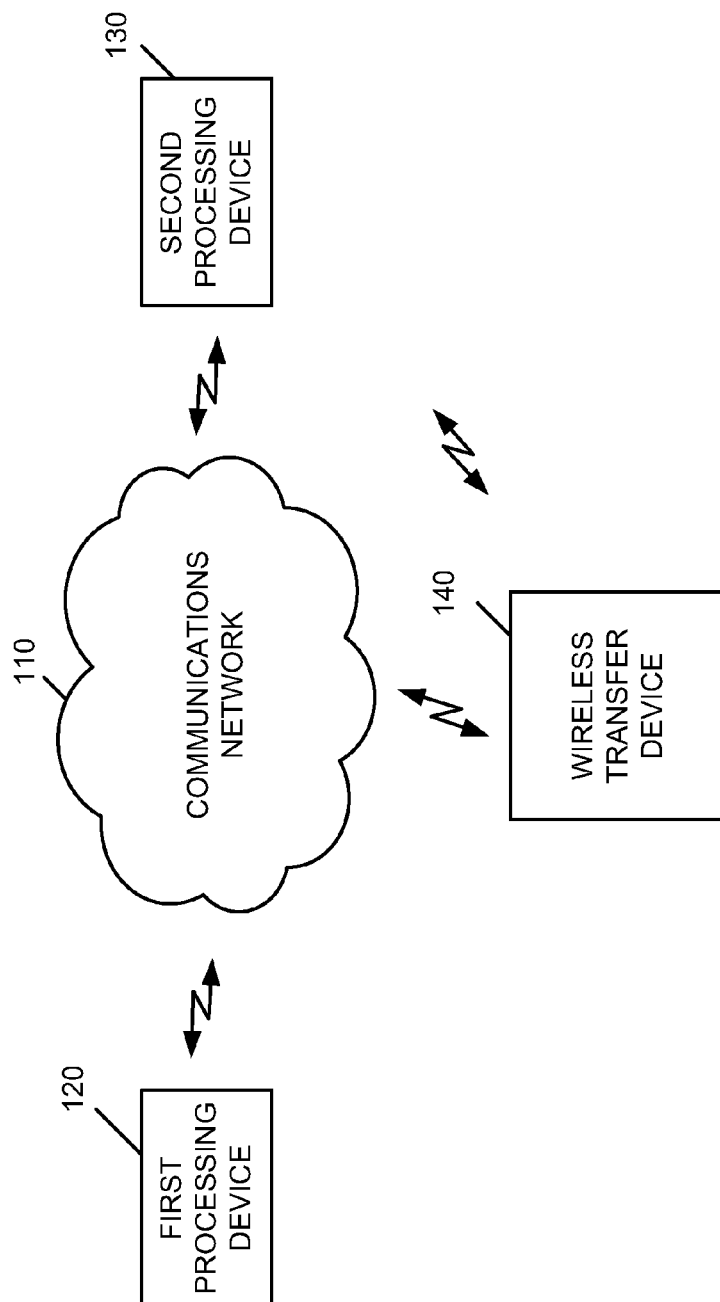 110
COMMUNICATIONS
NETWORK
120
FIRST
PROCESSING
DEVICE
130
SECOND
PROCESSING
DEVICE
140
WIRELESS
TRANSFER
DEVICE